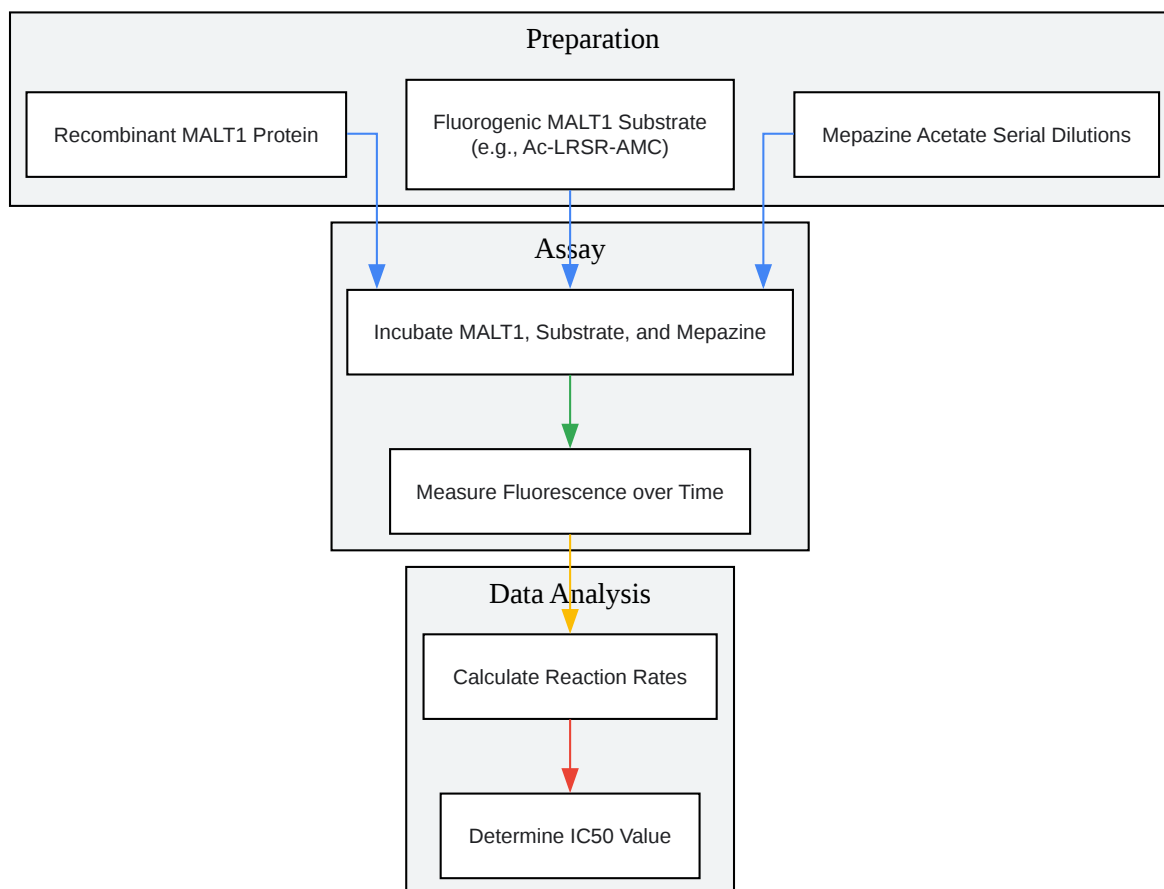 Preparation
Recombinant MALT1 Protein
Fluorogenic MALT1 Substrate
(e.g., Ac-LRSR-AMC)
Mepazine Acetate Serial Dilutions
Assay
Incubate MALT1, Substrate, and Mepazine
Measure Fluorescence over Time
Data Analysis
Calculate Reaction Rates
Determine IC50 Value